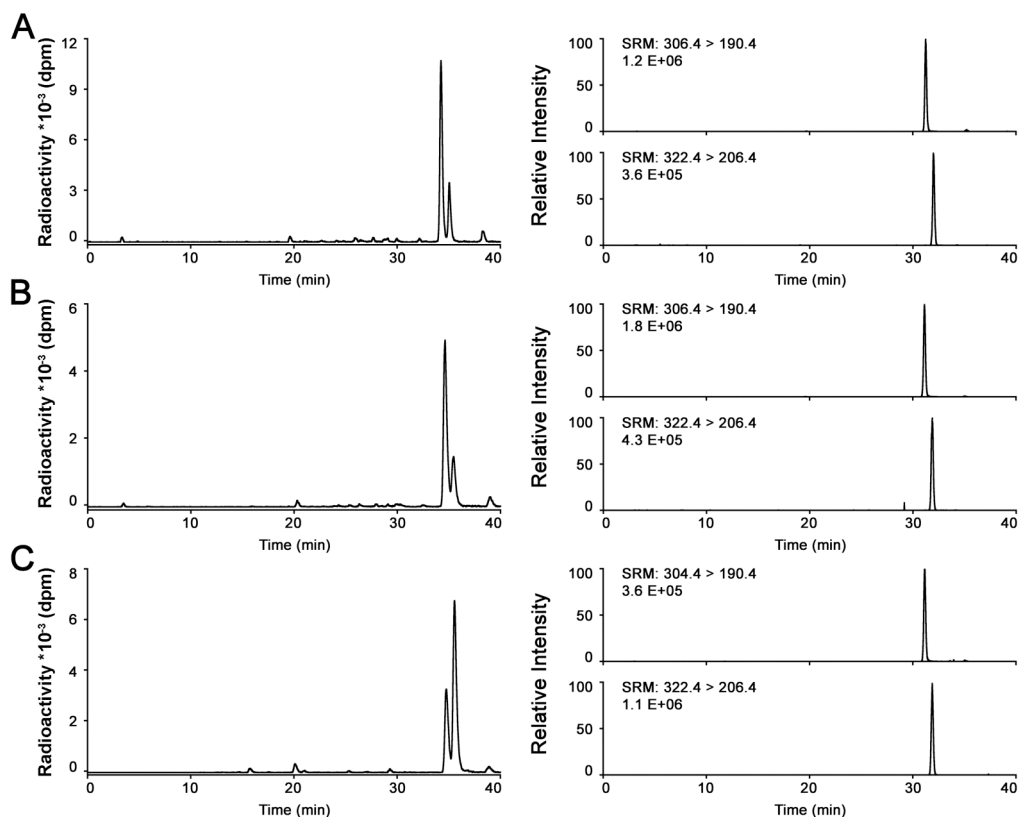 A
Radioactivity *10⁻³ (dpm)
12
9
6
3
0
0 10 20 30 40
Time (min)
Relative Intensity
SRM: 306.4 > 190.4
1.2 E+06
100
50
0
SRM: 322.4 > 206.4
3.6 E+05
100
50
0
0 10 20 30 40
Time (min)
B
Radioactivity *10⁻³ (dpm)
6
4
2
0
0 10 20 30 40
Time (min)
Relative Intensity
SRM: 306.4 > 190.4
1.8 E+06
100
50
0
SRM: 322.4 > 206.4
4.3 E+05
100
50
0
0 10 20 30 40
Time (min)
C
Radioactivity *10⁻³ (dpm)
8
6
4
2
0
0 10 20 30 40
Time (min)
Relative Intensity
SRM: 304.4 > 190.4
3.6 E+05
100
50
0
SRM: 322.4 > 206.4
1.1 E+06
100
50
0
0 10 20 30 40
Time (min)